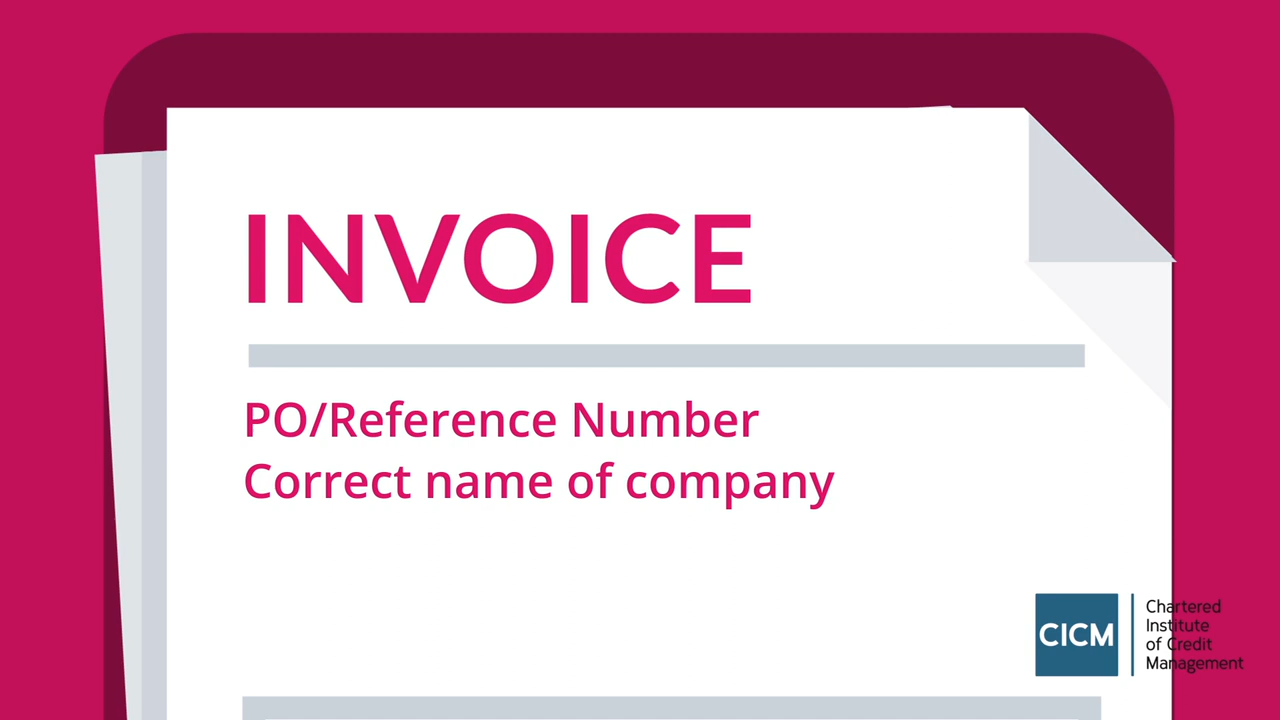 INVOICE
PO/Reference Number
Correct name of company
CICM
Chartered
Institute
of Credit
Management